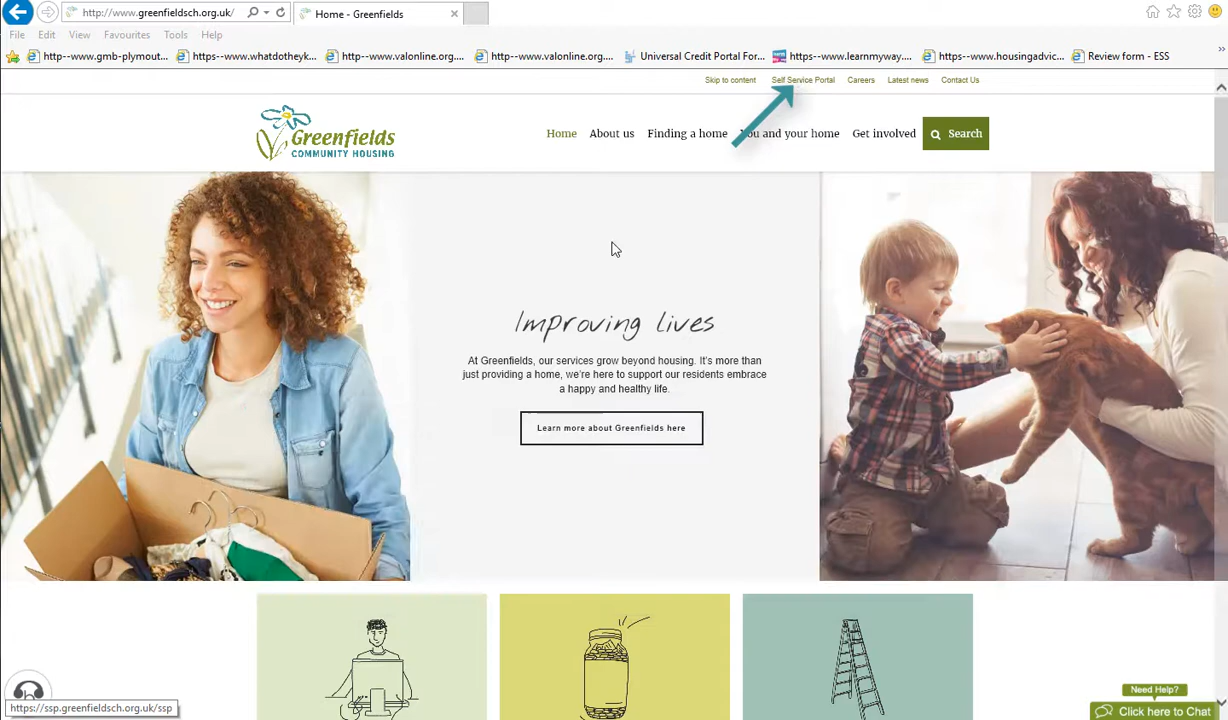 http://www.greenfieldsch.org.uk/
Home - Greenfields
File Edit View Favourites Tools Help
http--www.gmb-plymout... https--www.whatdotheyk... http--www.valonline.org.... http--www.valonline.org.... Universal Credit Portal For... https--www.learnmyway.... https--www.housingadvic... Review form - ESS
Skip to content Self Service Portal Careers Latest news Contact Us
Greenfields
COMMUNITY HOUSING
Home About us Finding a home You and your home Get involved Search
Improving lives
At Greenfields, our services grow beyond housing. It's more than
just providing a home, we're here to support our residents embrace
a happy and healthy life.
Learn more about Greenfields here
Need Help?
Click here to Chat
https://ssp.greenfieldsch.org.uk/ssp